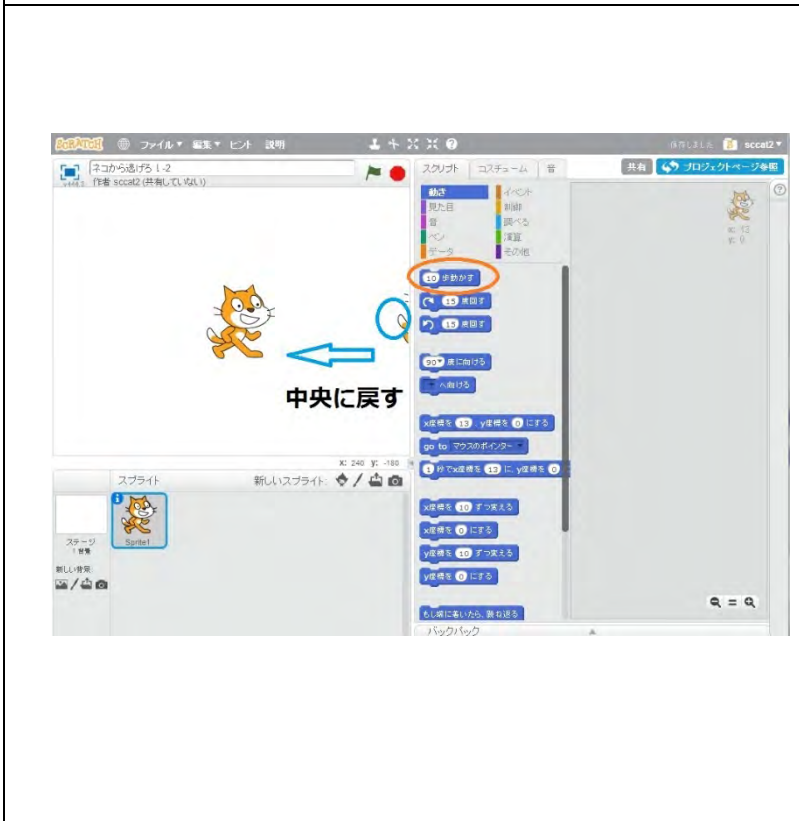 SCRATCH ファイル▼ 編集▼ ヒント 説明 保存しました sccat2▼
ネコから逃げろ 1-2
作者 sccat2 (共有していない)
スクリプト コスチューム 音
共有 プロジェクトページ参照
動き イベント
見た目 制御
音 調べる
ペン 演算
データ その他
x: 13
y: 0
10 歩動かす
15 度回す
15 度回す
90▼ 度に向ける
へ向ける
中央に戻す
x座標を 13 、y座標を 0 にする
go to マウスのポインター
1 秒でx座標を 13 に、y座標を 0
x座標を 10 ずつ変える
x座標を 0 にする
y座標を 10 ずつ変える
y座標を 0 にする
もし端に着いたら、跳ね返る
x: 240 y: -180
スプライト 新しいスプライト:
ステージ
1 背景
Sprite1
新しい背景
バックパック